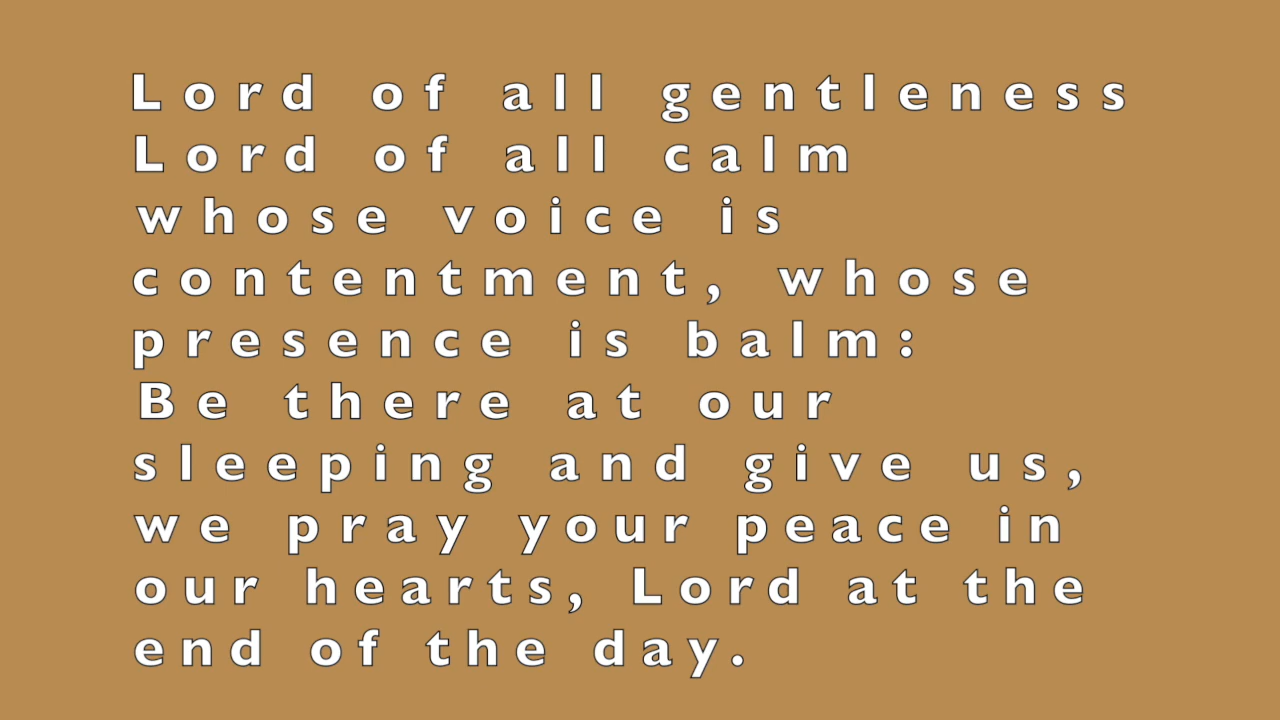 Lord of all gentleness
Lord of all calm
whose voice is
contentment, whose
presence is balm:
Be there at our
sleeping and give us,
we pray your peace in
our hearts, Lord at the
end of the day.